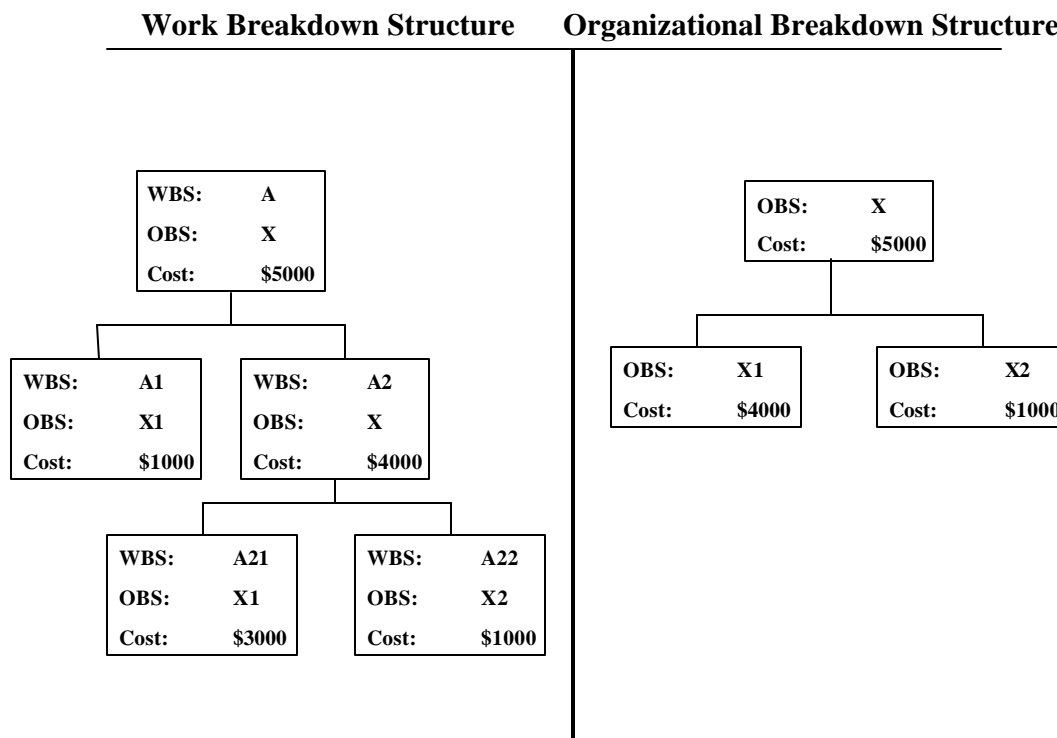 Work Breakdown Structure
Organizational Breakdown Structure
WBS: A
OBS: X
Cost: $5000
WBS: A1
OBS: X1
Cost: $1000
WBS: A2
OBS: X
Cost: $4000
WBS: A21
OBS: X1
Cost: $3000
WBS: A22
OBS: X2
Cost: $1000
OBS: X
Cost: $5000
OBS: X1
Cost: $4000
OBS: X2
Cost: $1000